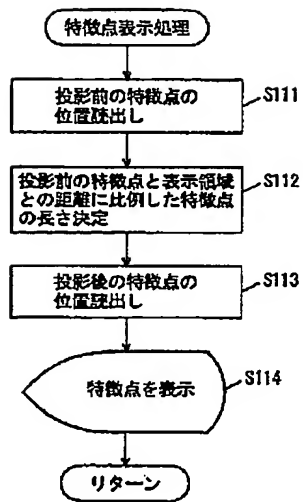 特徴点表示処理
投影前の特徴点の
位置読出し
S111
投影前の特徴点と表示領域
との距離に比例した特徴点
の長さ決定
S112
投影後の特徴点の
位置読出し
S113
特徴点を表示
S114
リターン